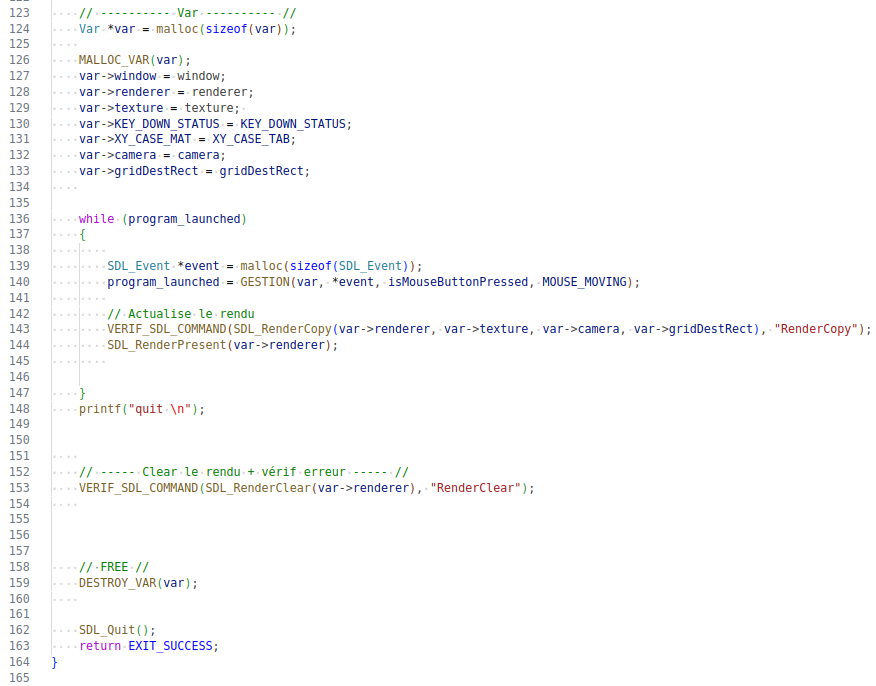 123 // ---------- Var ---------- //
124 Var *var = malloc(sizeof(var));
125
126 MALLOC_VAR(var);
127 var->window = window;
128 var->renderer = renderer;
129 var->texture = texture;
130 var->KEY_DOWN_STATUS = KEY_DOWN_STATUS;
131 var->XY_CASE_MAT = XY_CASE_TAB;
132 var->camera = camera;
133 var->gridDestRect = gridDestRect;
134
135
136 while (program_launched)
137 {
138
139 SDL_Event *event = malloc(sizeof(SDL_Event));
140 program_launched = GESTION(var, *event, isMouseButtonPressed, MOUSE_MOVING);
141
142 // Actualise le rendu
143 VERIF_SDL_COMMAND(SDL_RenderCopy(var->renderer, var->texture, var->camera, var->gridDestRect), "RenderCopy");
144 SDL_RenderPresent(var->renderer);
145
146
147 }
148 printf("quit \n");
149
150
151
152 // ----- Clear le rendu + vérif erreur ----- //
153 VERIF_SDL_COMMAND(SDL_RenderClear(var->renderer), "RenderClear");
154
155
156
157
158 // FREE //
159 DESTROY_VAR(var);
160
161
162 SDL_Quit();
163 return EXIT_SUCCESS;
164 }
165